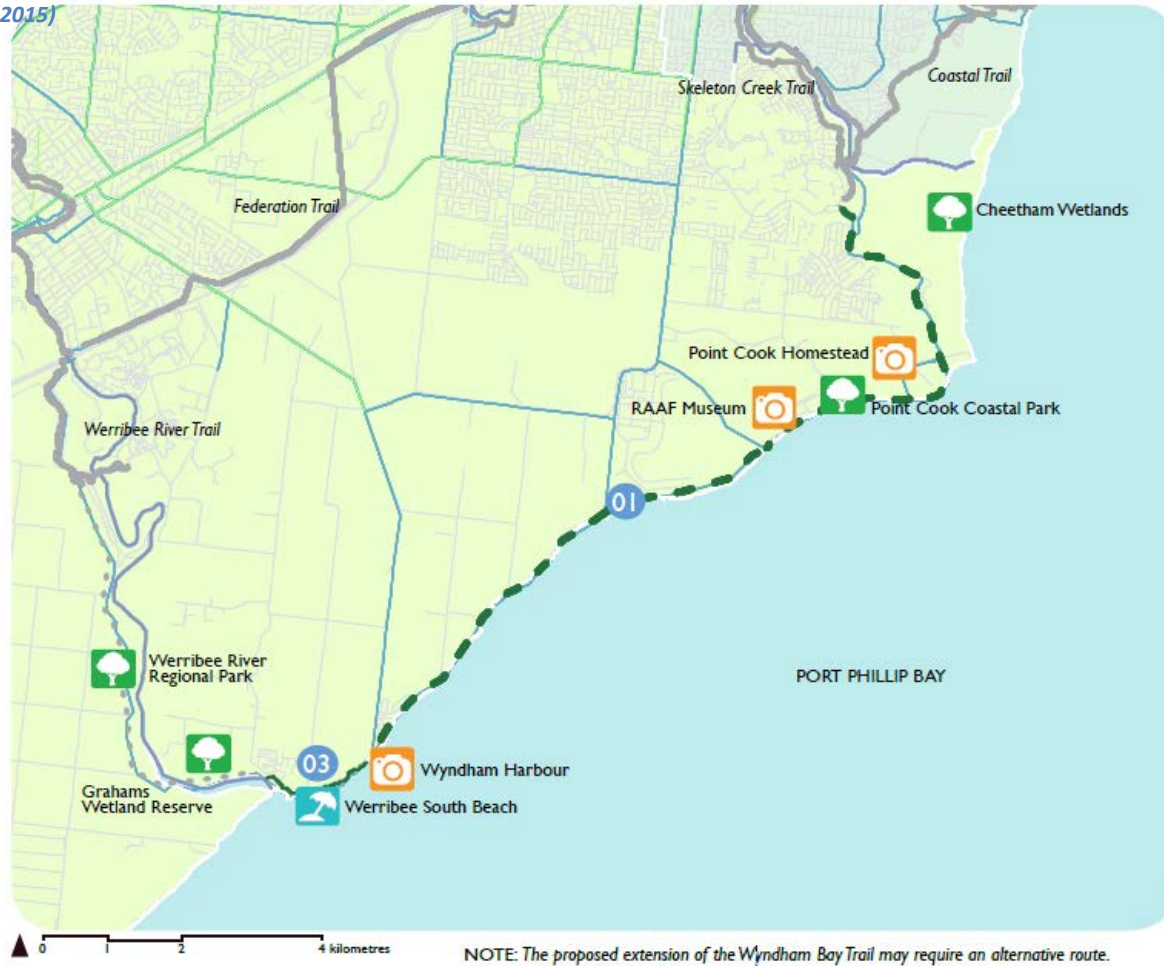 2015)
Skeleton Creek Trail
Coastal Trail
Federation Trail
Cheetham Wetlands
Point Cook Homestead
RAAF Museum
Point Cook Coastal Park
Werribee River Trail
01
Werribee River
Regional Park
PORT PHILLIP BAY
03
Wyndham Harbour
Grahams
Wetland Reserve
Werribee South Beach
0 1 2 4 kilometres
NOTE: The proposed extension of the Wyndham Bay Trail may require an alternative route.